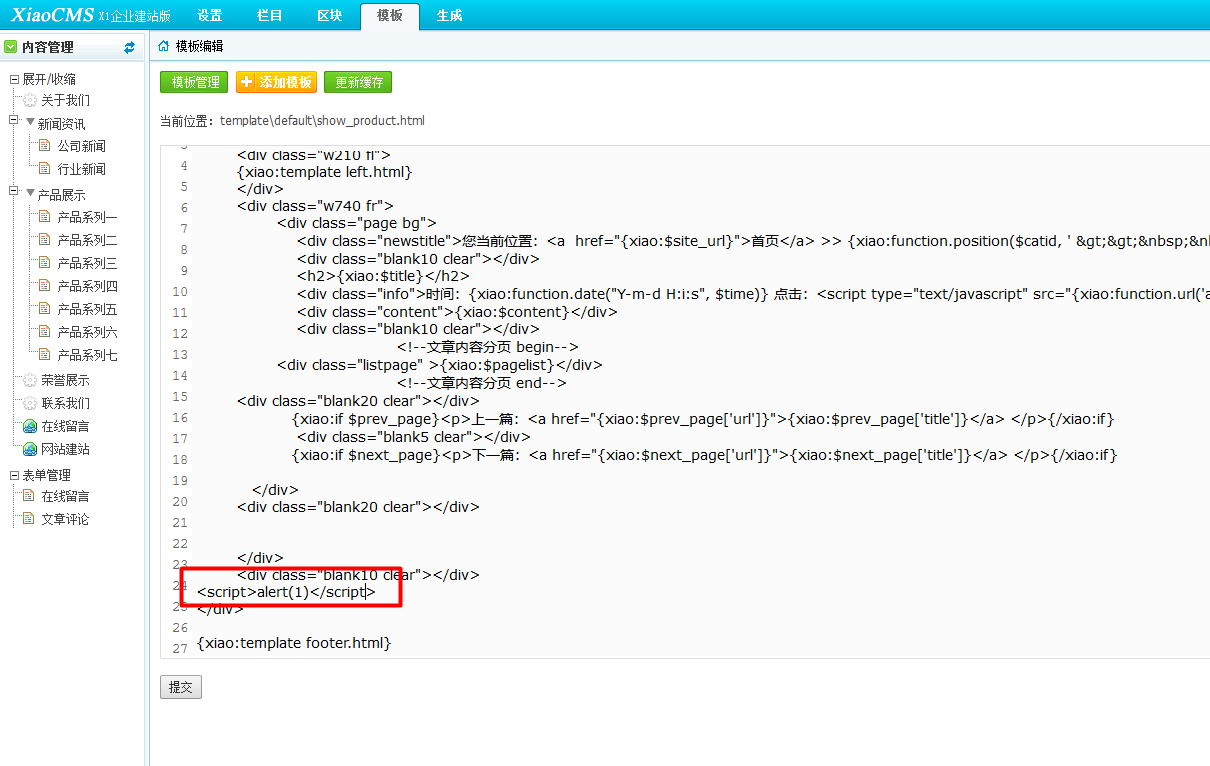 XiaoCMS X1企业建站版 设置 栏目 区块 模板 生成
内容管理
模板编辑
展开/收缩
关于我们
新闻资讯
公司新闻
行业新闻
产品展示
产品系列一
产品系列二
产品系列三
产品系列四
产品系列五
产品系列六
产品系列七
荣誉展示
联系我们
在线留言
网站建站
表单管理
在线留言
文章评论
模板管理 添加模板 更新缓存
当前位置：template\default\show_product.html
3
4
5
6
7
8
9
10
11
12
13
14
15
16
17
18
19
20
21
22
23
24
25
26
27
<div class="w210 fl">
{xiao:template left.html}
</div>
<div class="w740 fr">
<div class="page bg">
<div class="newstitle">您当前位置：<a  href="{xiao:$site_url}">首页</a> >> {xiao:function.position($catid, ' &gt;&gt;&nbsp;&nl
<div class="blank10 clear"></div>
<h2>{xiao:$title}</h2>
<div class="info">时间：{xiao:function.date("Y-m-d H:i:s", $time)} 点击：<script type="text/javascript" src="{xiao:function.url('a
<div class="content">{xiao:$content}</div>
<div class="blank10 clear"></div>
<!--文章内容分页 begin-->
<div class="listpage" >{xiao:$pagelist}</div>
<!--文章内容分页 end-->
<div class="blank20 clear"></div>
{xiao:if $prev_page}<p>上一篇：<a href="{xiao:$prev_page['url']}">{xiao:$prev_page['title']}</a> </p>{/xiao:if}
<div class="blank5 clear"></div>
{xiao:if $next_page}<p>下一篇：<a href="{xiao:$next_page['url']}">{xiao:$next_page['title']}</a> </p>{/xiao:if}
</div>
<div class="blank20 clear"></div>
</div>
<div class="blank10 clear"></div>
<script>alert(1)</script>
</div>
{xiao:template footer.html}
提交